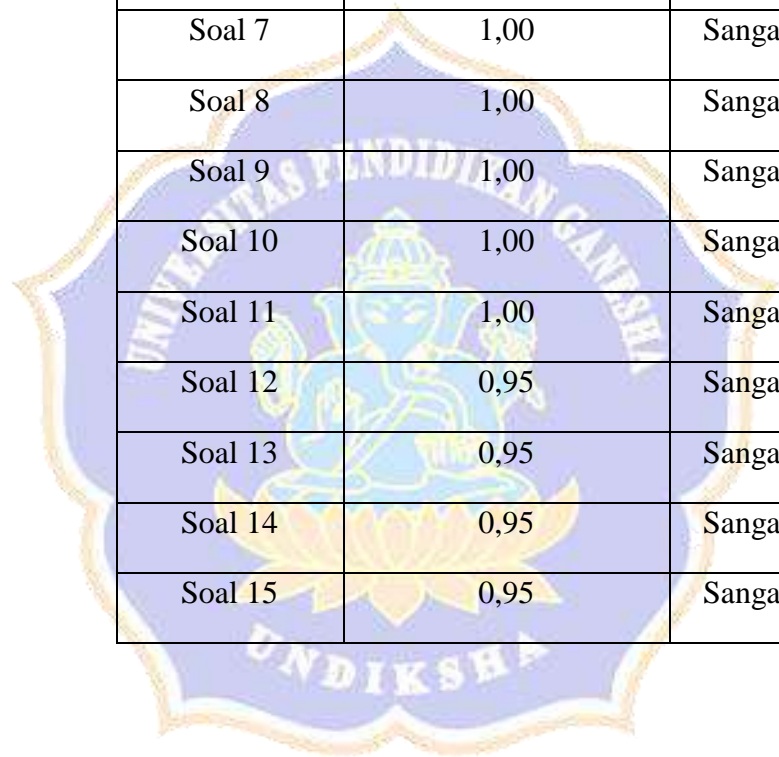 Soal 7 1,00 Sanga
Soal 8 1,00 Sanga
Soal 9 1,00 Sanga
Soal 10 1,00 Sanga
Soal 11 1,00 Sanga
Soal 12 0,95 Sanga
Soal 13 0,95 Sanga
Soal 14 0,95 Sanga
Soal 15 0,95 Sanga
UNIVERSITAS PENDIDIKAN GANESHA
UNDIKSHA